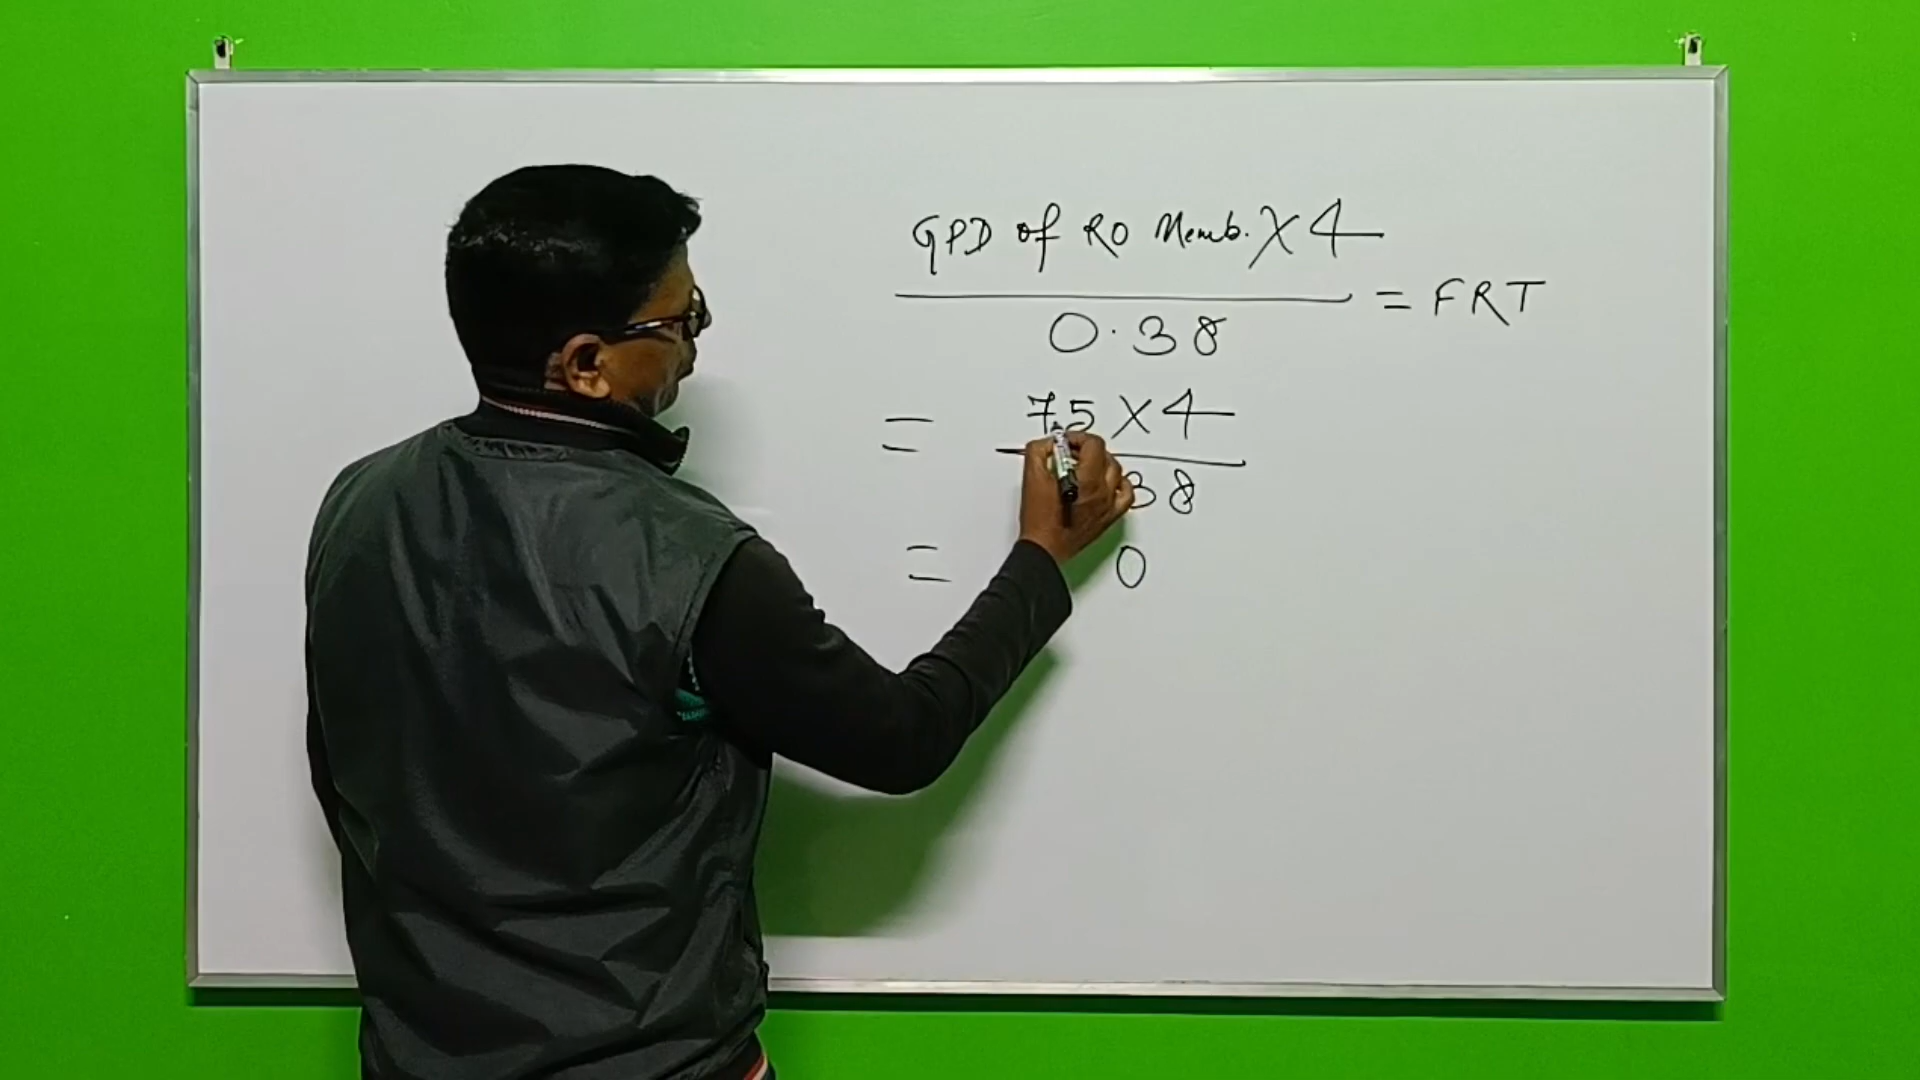 GPD of RO Memb. X 4
0.38
= FRT
= 75 X 4
38
= 0